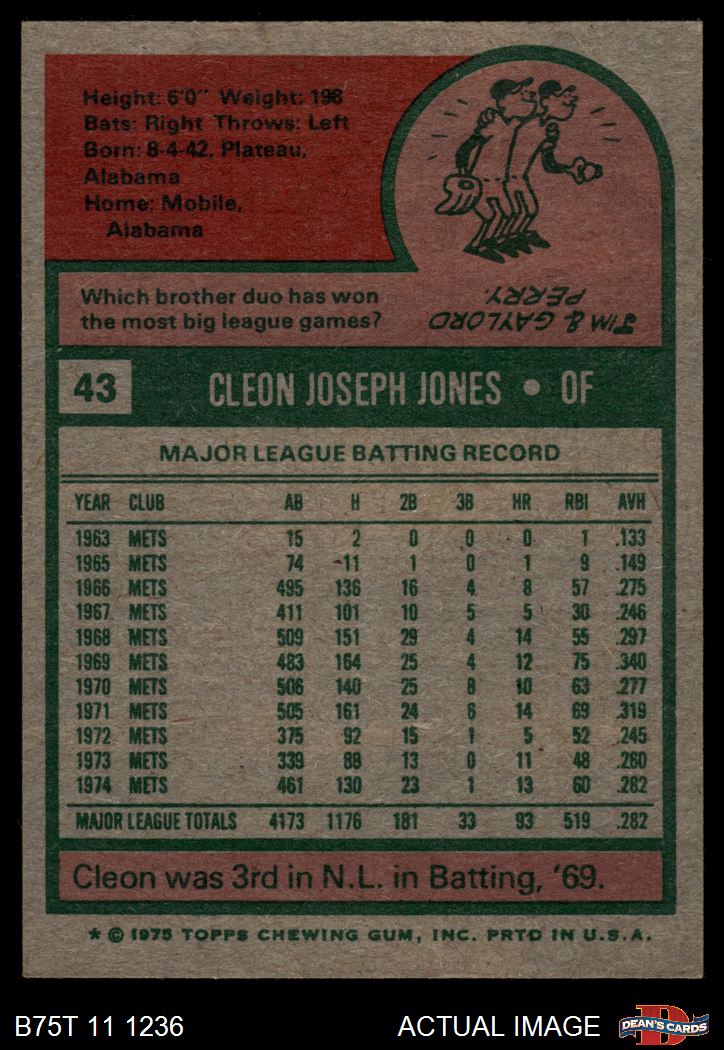 Height: 6'0" Weight: 198
Bats: Right Throws: Left
Born: 8-4-42, Plateau,
Alabama
Home: Mobile,
Alabama
Which brother duo has won
the most big league games?
JIM & GAYLORD
PERRY.
43 CLEON JOSEPH JONES • OF
MAJOR LEAGUE BATTING RECORD
YEAR CLUB AB H 2B 3B HR RBI AVH
1963 METS 15 2 0 0 0 1 .133
1965 METS 74 11 1 0 1 9 .149
1966 METS 495 136 16 4 8 57 .275
1967 METS 411 101 10 5 5 30 .246
1968 METS 509 151 29 4 14 55 .297
1969 METS 483 164 25 4 12 75 .340
1970 METS 506 140 25 8 10 63 .277
1971 METS 505 161 24 6 14 69 .319
1972 METS 375 92 15 1 5 52 .245
1973 METS 339 88 13 0 11 48 .260
1974 METS 461 130 23 1 13 60 .282
MAJOR LEAGUE TOTALS 4173 1176 181 33 93 519 .282
Cleon was 3rd in N.L. in Batting, '69.
* © 1975 TOPPS CHEWING GUM, INC. PRTD IN U.S.A.
B75T 11 1236 ACTUAL IMAGE D DEAN'S CARDS